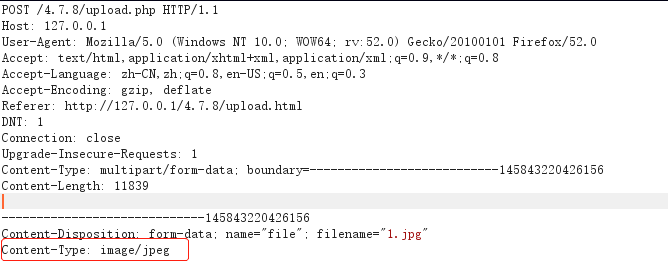 POST /4.7.8/upload.php HTTP/1.1
Host: 127.0.0.1
User-Agent: Mozilla/5.0 (Windows NT 10.0; WOW64; rv:52.0) Gecko/20100101 Firefox/52.0
Accept: text/html,application/xhtml+xml,application/xml;q=0.9,*/*;q=0.8
Accept-Language: zh-CN,zh;q=0.8,en-US;q=0.5,en;q=0.3
Accept-Encoding: gzip, deflate
Referer: http://127.0.0.1/4.7.8/upload.html
DNT: 1
Connection: close
Upgrade-Insecure-Requests: 1
Content-Type: multipart/form-data; boundary=---------------------------145843220426156
Content-Length: 11839
-----------------------------145843220426156
Content-Disposition: form-data; name="file"; filename="1.jpg"
Content-Type: image/jpeg